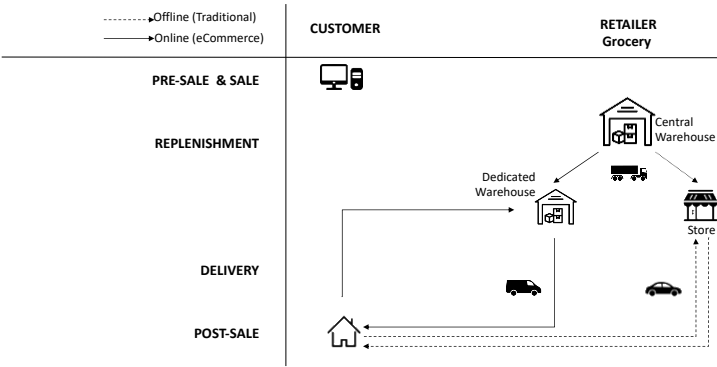 Offline (Traditional)
Online (eCommerce)
CUSTOMER
RETAILER
Grocery
PRE-SALE & SALE
REPLENISHMENT
Central
Warehouse
Dedicated
Warehouse
Store
DELIVERY
POST-SALE